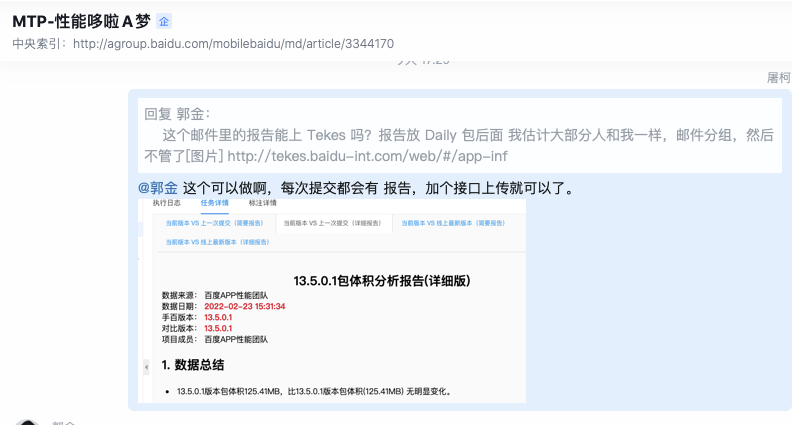 MTP-性能哆啦A梦 企
中央索引：http://agroup.baidu.com/mobilebaidu/md/article/3344170
屠柯
回复 郭金：
这个邮件里的报告能上 Tekes 吗？报告放 Daily 包后面 我估计大部分人和我一样，邮件分组，然后
不管了[图片] http://tekes.baidu-int.com/web/#/app-inf
@郭金 这个可以做啊，每次提交都会有 报告，加个接口上传就可以了。
执行日志 任务详情 标注详情
当前版本 VS 上一次提交（简要报告） 当前版本 VS 上一次提交（详细报告） 当前版本 VS 线上最新版本（简要报告）
当前版本 VS 线上最新版本（详细报告）
13.5.0.1包体积分析报告(详细版)
数据来源： 百度APP性能团队
数据日期： 2022-02-23 15:31:34
手百版本： 13.5.0.1
对比版本： 13.5.0.1
项目成员： 百度APP性能团队
1. 数据总结
• 13.5.0.1版本包体积125.41MB，比13.5.0.1版本包体积(125.41MB) 无明显变化。